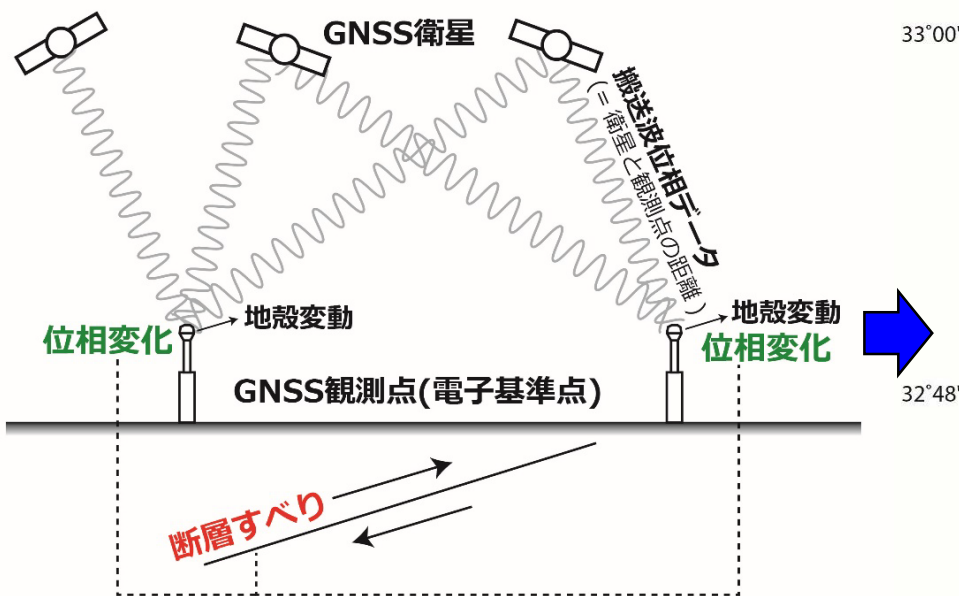 GNSS衛星
33°00'
搬送波位相データ
(= 衛星と観測点の距離)
地殻変動
地殻変動
位相変化
位相変化
GNSS観測点(電子基準点)
32°48'
断層すべり